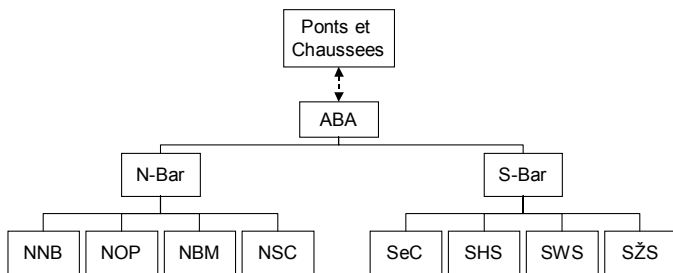 Ponts et
Chaussees
ABA
N-Bar
S-Bar
NNB
NOP
NBM
NSC
SeC
SHS
SWS
SŽS